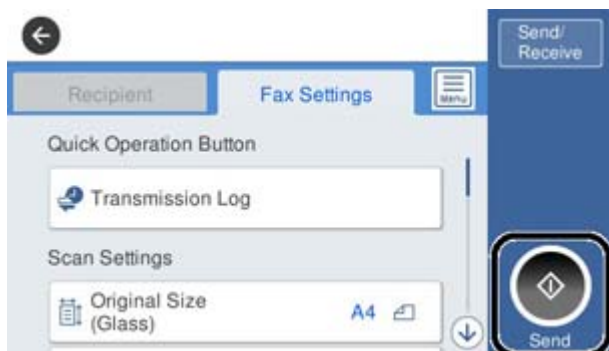 Send/
Receive
Recipient
Fax Settings
Menu
Quick Operation Button
Transmission Log
Scan Settings
Original Size
(Glass)
A4
Send